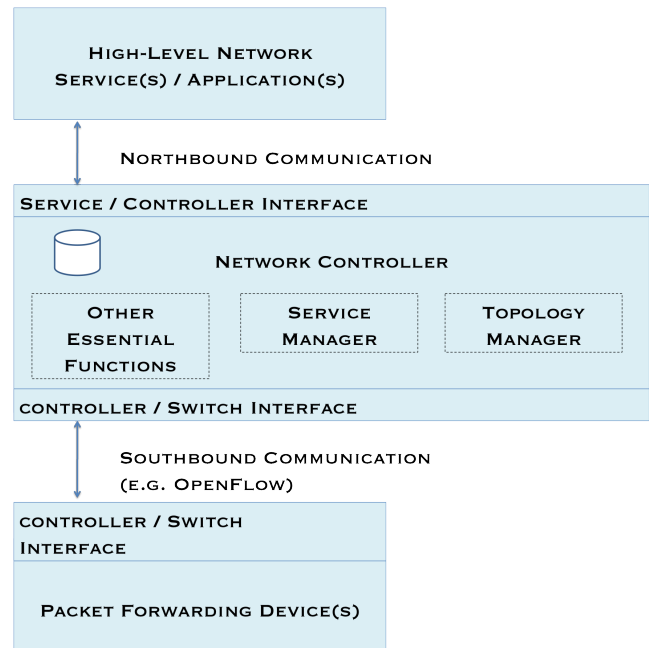 High-Level Network
Service(s) / Application(s)
Northbound Communication
Service / Controller Interface
Network Controller
Other
Essential
Functions
Service
Manager
Topology
Manager
controller / Switch Interface
Southbound Communication
(e.g. OpenFlow)
controller / Switch
Interface
Packet Forwarding Device(s)